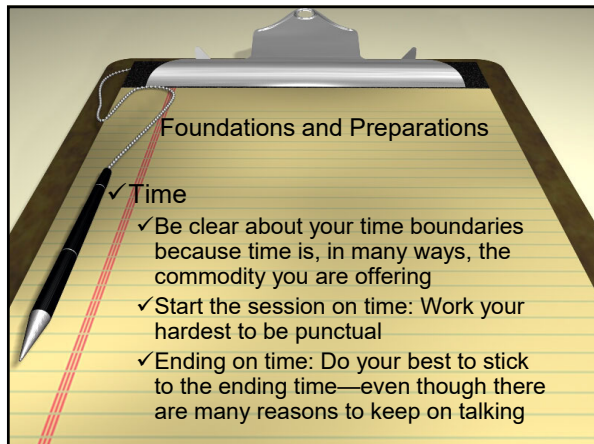 Foundations and Preparations
✓Time
✓Be clear about your time boundaries
because time is, in many ways, the
commodity you are offering
✓Start the session on time: Work your
hardest to be punctual
✓Ending on time: Do your best to stick
to the ending time—even though there
are many reasons to keep on talking